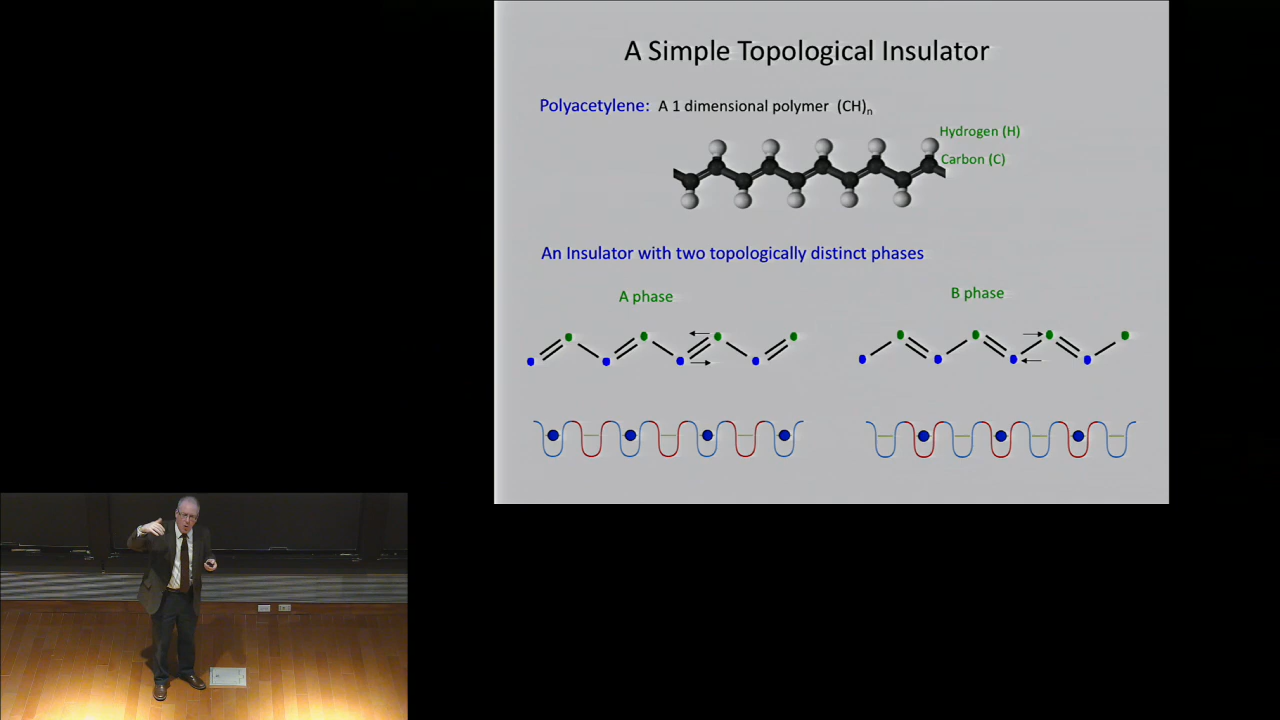 A Simple Topological Insulator
Polyacetylene: A 1 dimensional polymer (CH)n
Hydrogen (H)
Carbon (C)
An Insulator with two topologically distinct phases
A phase
B phase